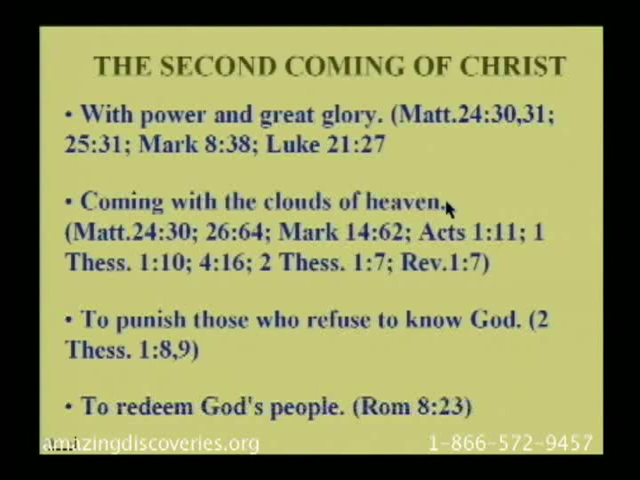 THE SECOND COMING OF CHRIST
• With power and great glory. (Matt.24:30,31;
25:31; Mark 8:38; Luke 21:27
• Coming with the clouds of heaven.
(Matt.24:30; 26:64; Mark 14:62; Acts 1:11; 1
Thess. 1:10; 4:16; 2 Thess. 1:7; Rev.1:7)
• To punish those who refuse to know God. (2
Thess. 1:8,9)
• To redeem God's people. (Rom 8:23)
amazingdiscoveries.org 1-866-572-9457